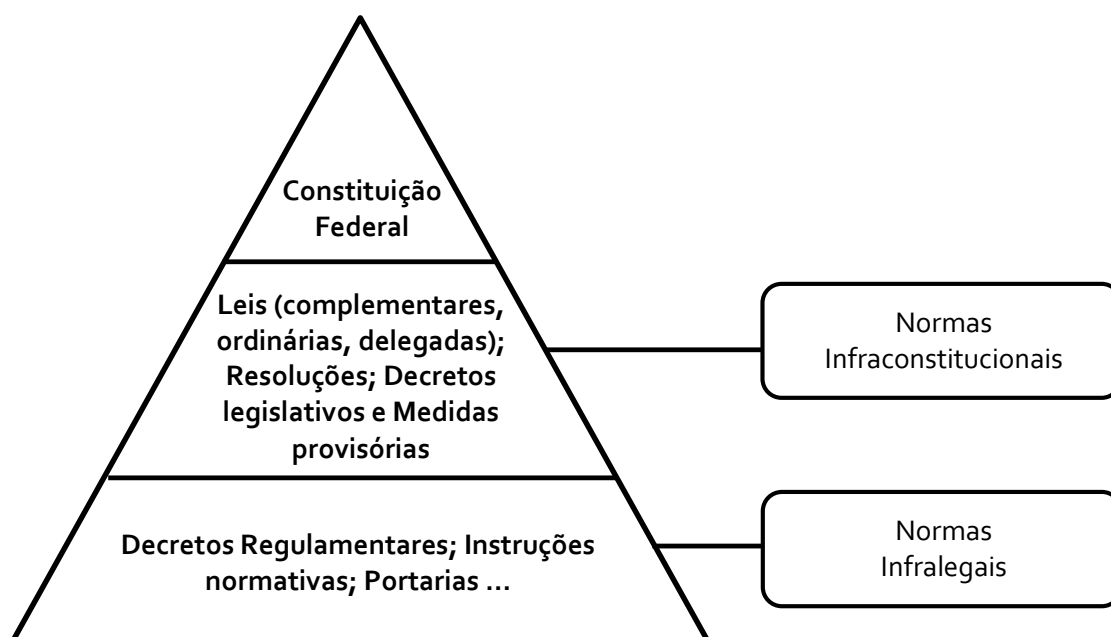 Constituição
Federal
Leis (complementares,
ordinárias, delegadas);
Resoluções; Decretos
legislativos e Medidas
provisórias
Normas
Infraconstitucionais
Decretos Regulamentares; Instruções
normativas; Portarias ...
Normas
Infralegais